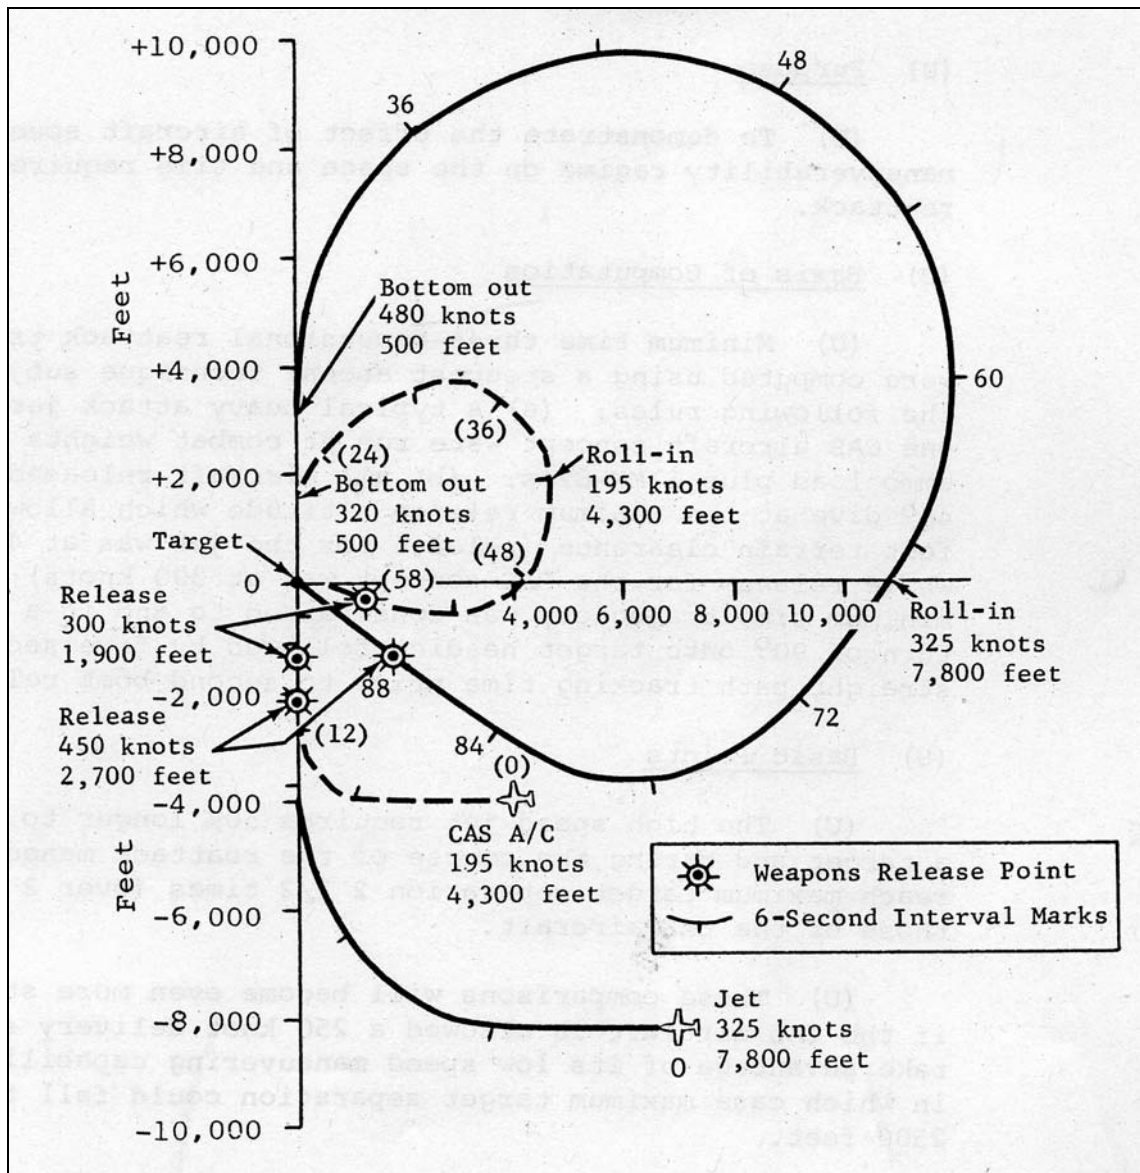 +10,000
+8,000
+6,000
+4,000
+2,000
0
-2,000
-4,000
-6,000
-8,000
-10,000
Feet
Feet
36
48
60
72
84
88
Bottom out
480 knots
500 feet
(24)
(36)
(48)
(58)
Bottom out
320 knots
500 feet
Roll-in
195 knots
4,300 feet
Target
4,000 6,000 8,000 10,000
Roll-in
325 knots
7,800 feet
Release
300 knots
1,900 feet
Release
450 knots
2,700 feet
(12)
(0)
CAS A/C
195 knots
4,300 feet
Weapons Release Point
6-Second Interval Marks
Jet
325 knots
7,800 feet
0